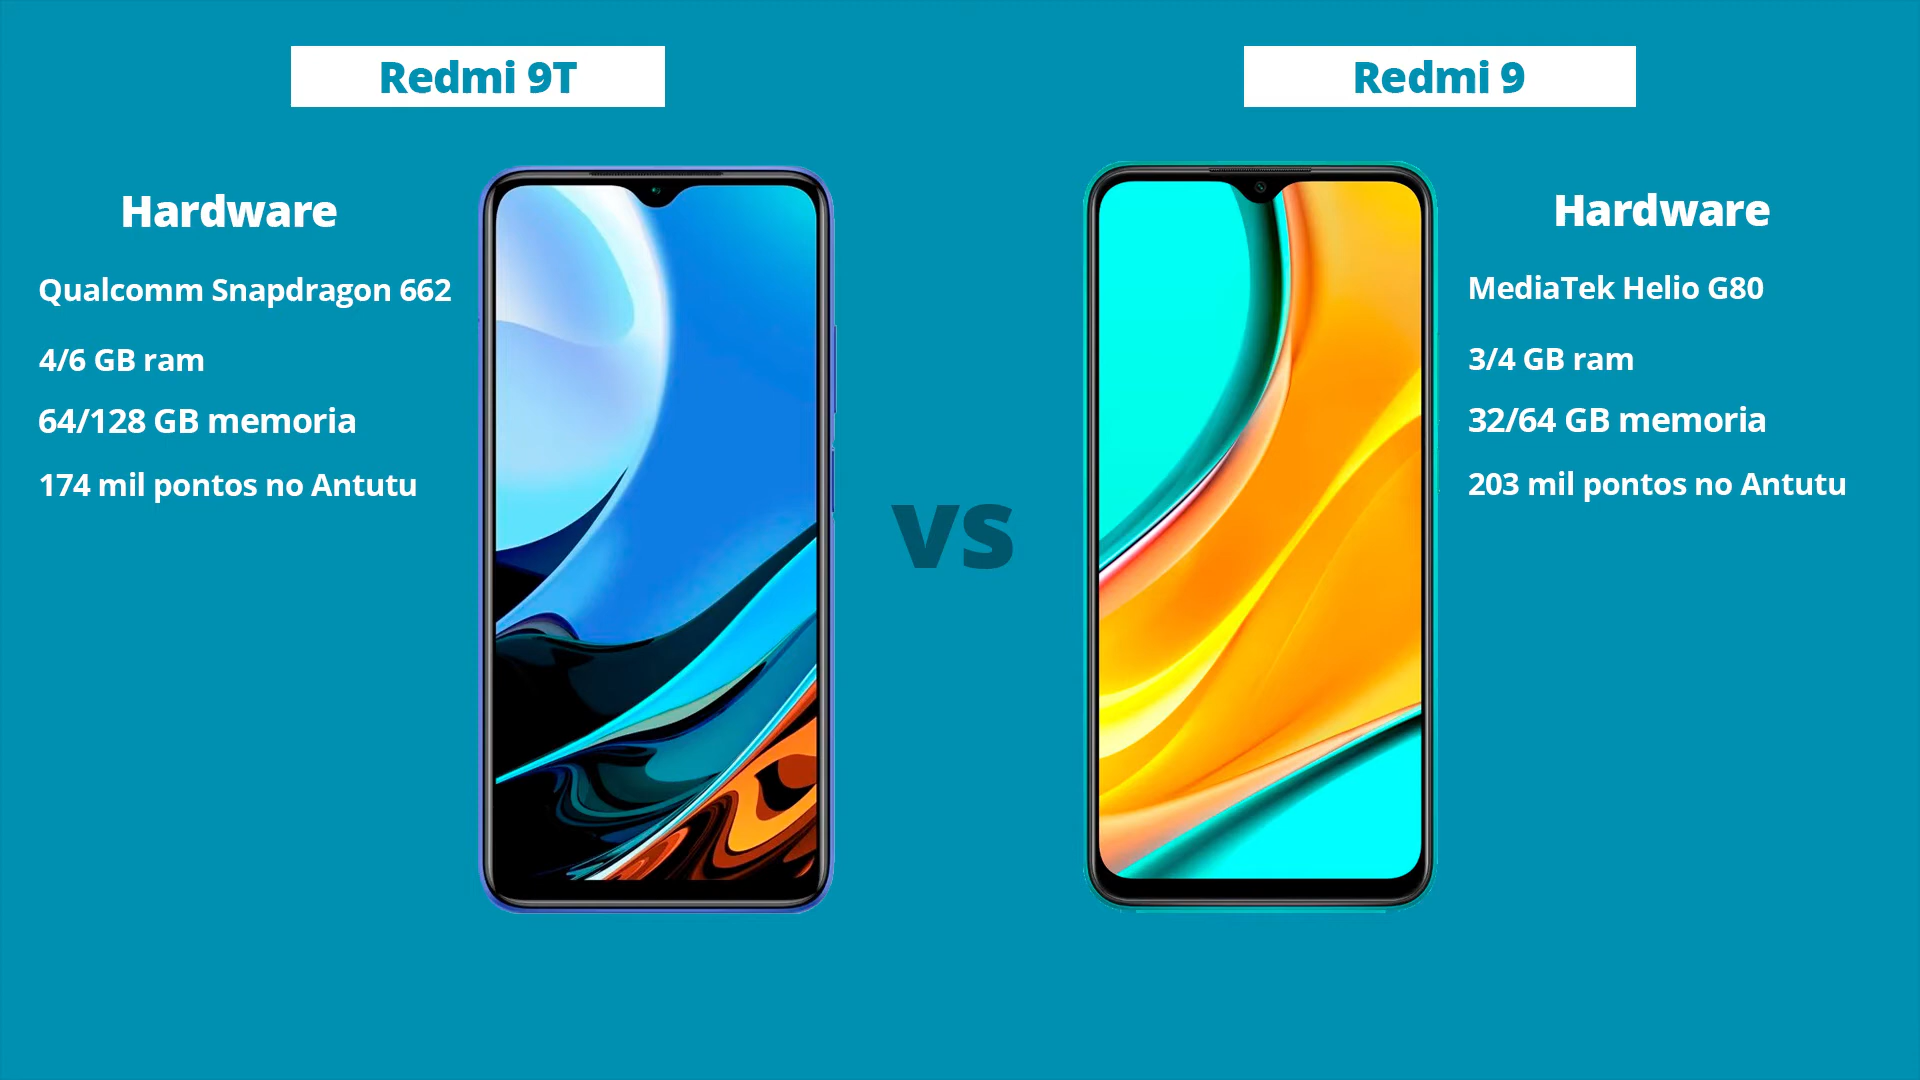 Redmi 9T
Hardware
Qualcomm Snapdragon 662
4/6 GB ram
64/128 GB memoria
174 mil pontos no Antutu
VS
Redmi 9
Hardware
MediaTek Helio G80
3/4 GB ram
32/64 GB memoria
203 mil pontos no Antutu